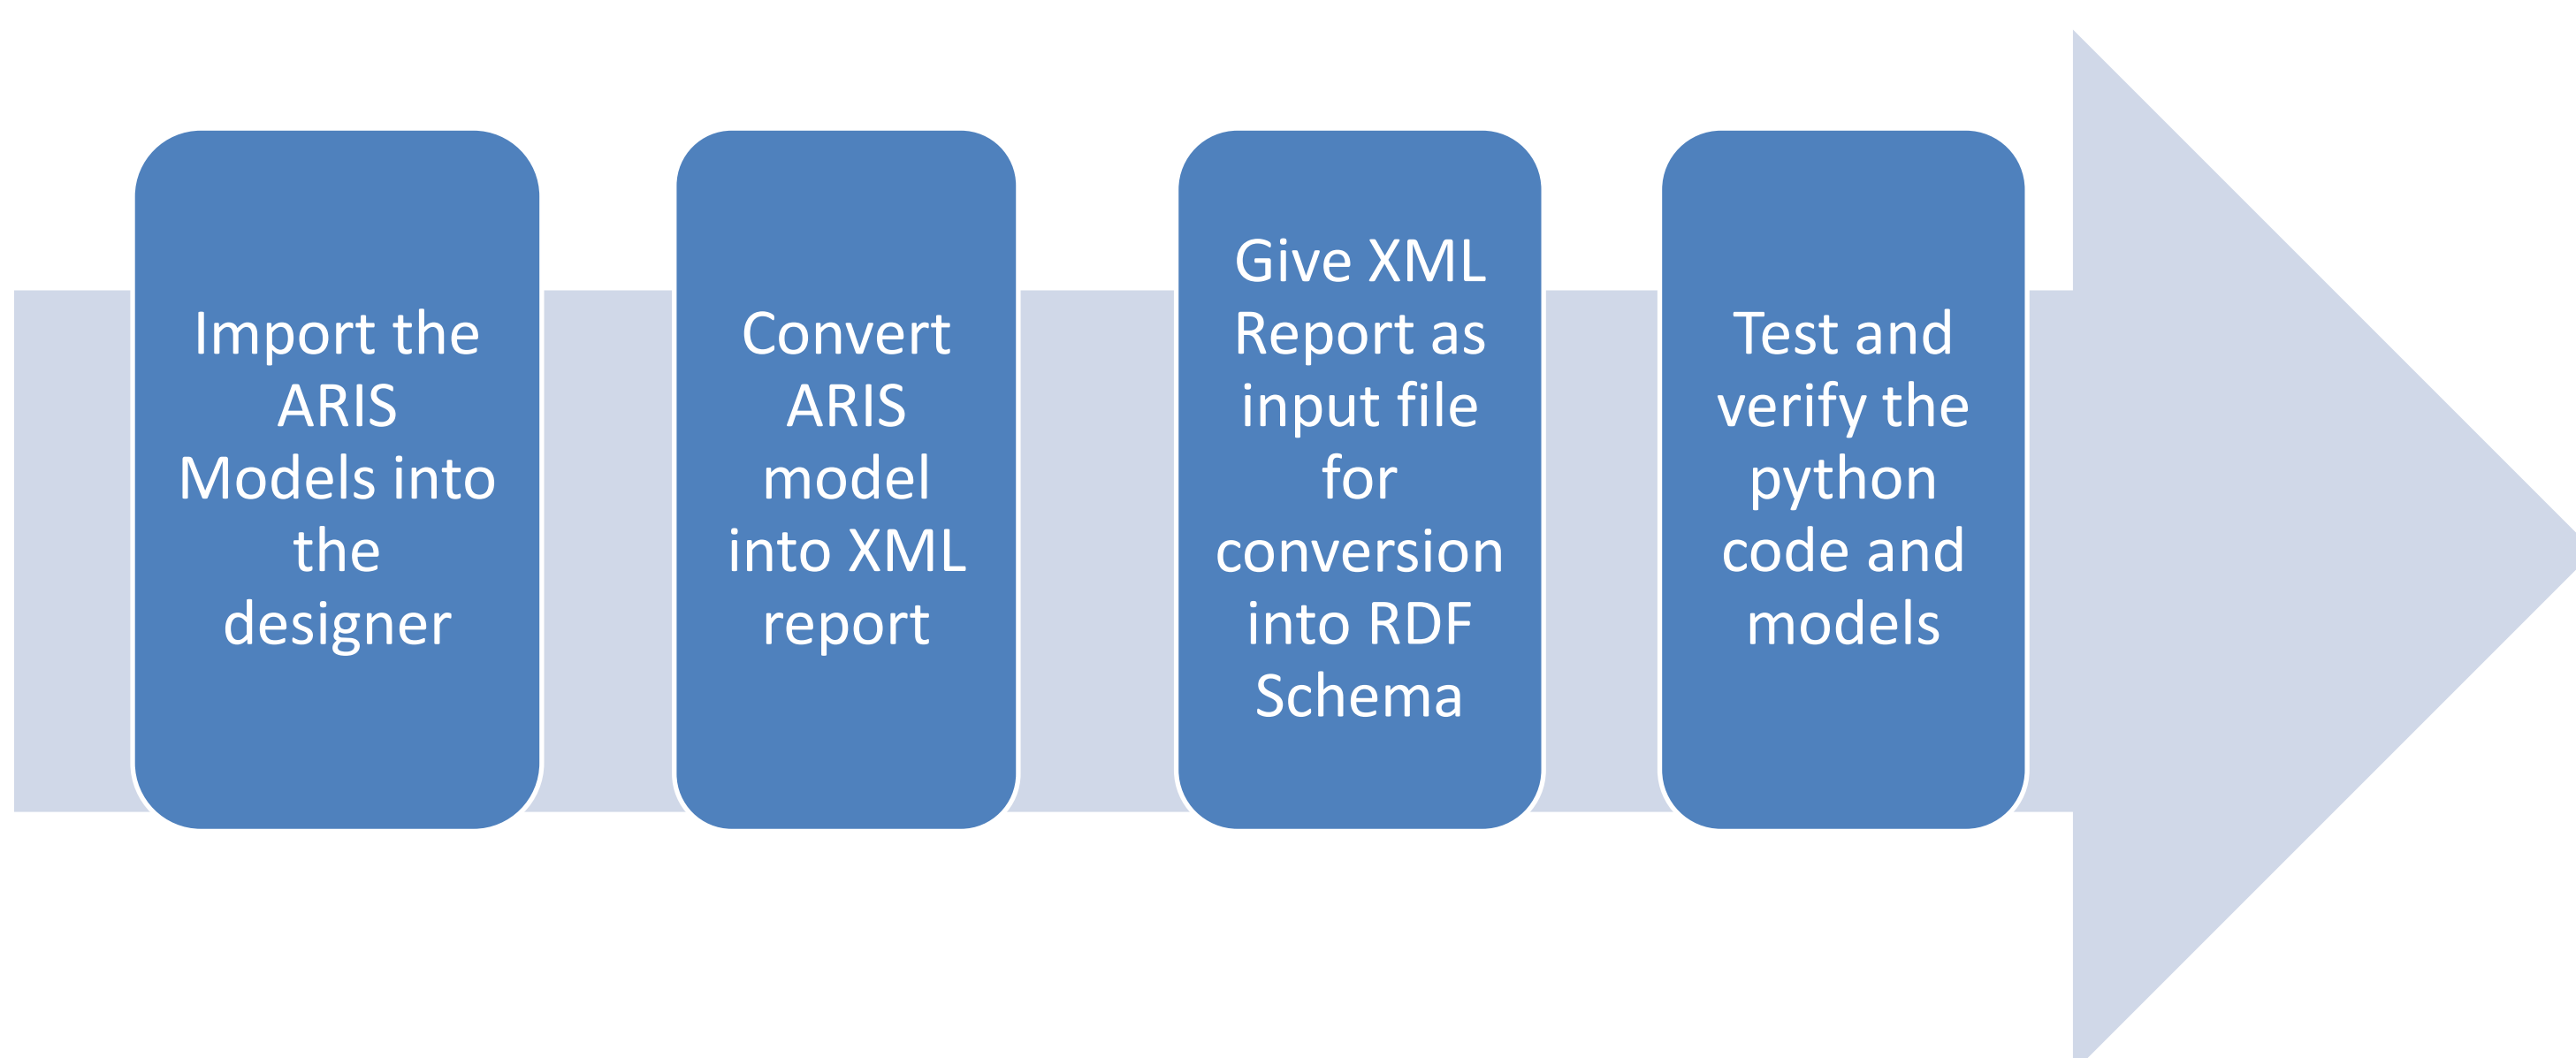 Import the
ARIS
Models into
the
designer
Convert
ARIS
model
into XML
report
Give XML
Report as
input file
for
conversion
into RDF
Schema
Test and
verify the
python
code and
models